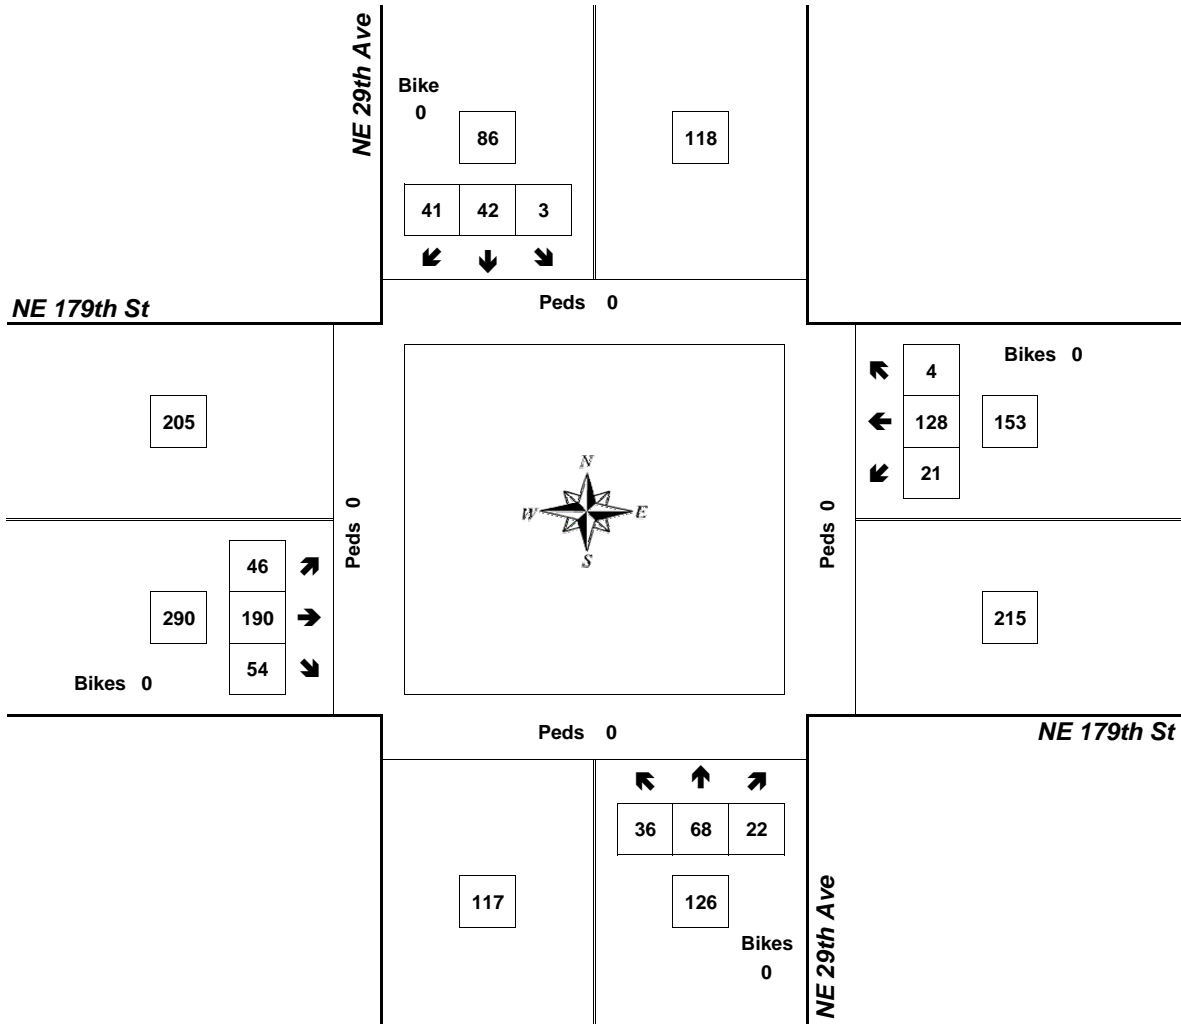 NE 29th Ave
Bike
0
86
118
41 42 3
Peds 0
NE 179th St
Bikes 0
4
205
128 153
21
N
W E
S
Peds 0
Peds 0
46
290 190
215
54
Bikes 0
Peds 0
NE 179th St
36 68 22
117
126
Bikes
0
NE 29th Ave